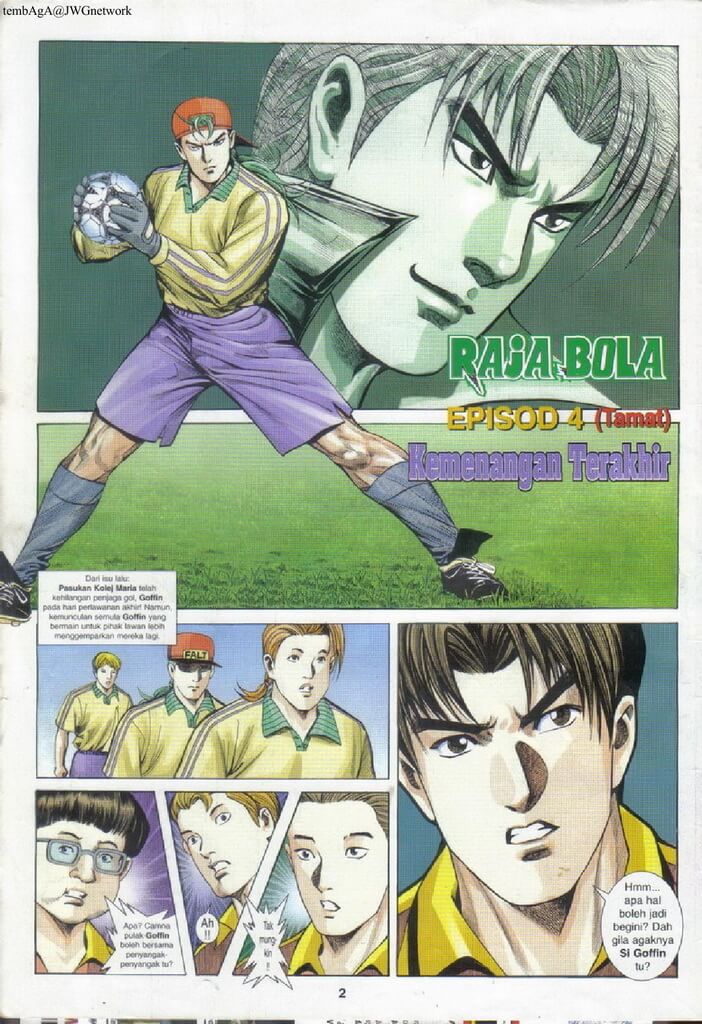 tembAgA@JWGnetwork
RAJA BOLA
EPISOD 4 (Tamat)
Kemenangan Terakhir
Dari isu lalu:
Pasukan Kolej Maria telah
kehilangan penjaga gol, Goffin
pada hari perlawanan akhir! Namun,
kemunculan semula Goffin yang
bermain untuk pihak lawan lebih
menggemparkan mereka lagi.
FALT
Apa? Camna
pulak Goffin
boleh bersama
penyangak-
penyangak tu?
Ah
!!
Tak
mung-
kin
!!
Hmm...
apa hal
boleh jadi
begini? Dah
gila agaknya
Si Goffin
tu?
2